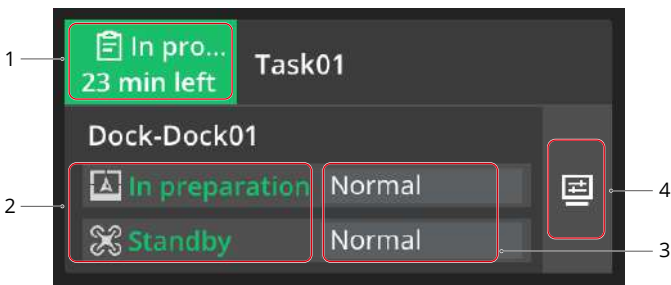 1
In pro...
23 min left
Task01
Dock-Dock01
2
In preparation
Normal
4
Standby
Normal
3